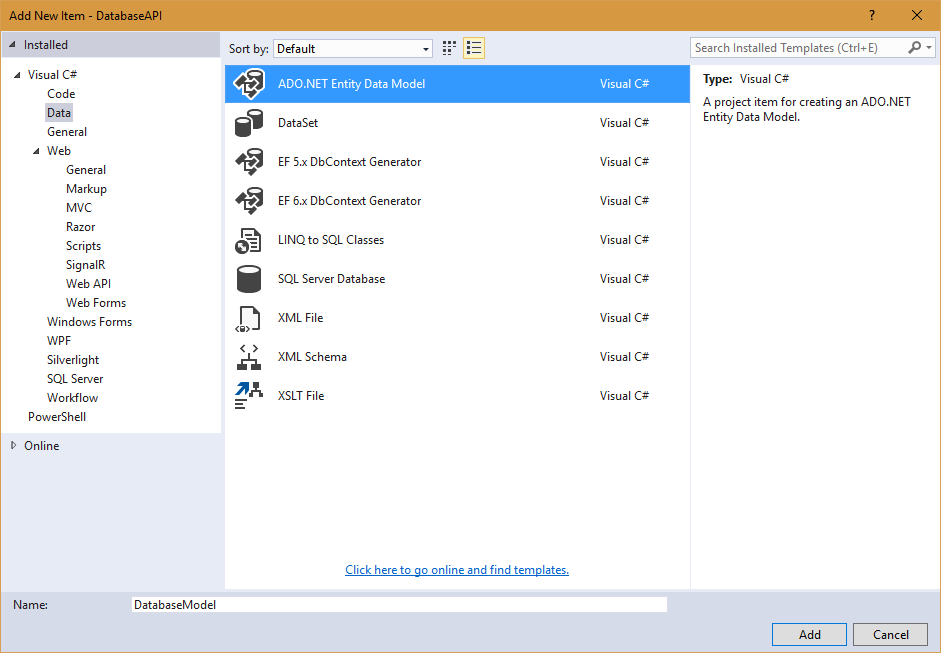 Add New Item - DatabaseAPI
?
Installed
Sort by: Default
Search Installed Templates (Ctrl+E)
Visual C#
Code
Data
General
Web
General
Markup
MVC
Razor
Scripts
SignalR
Web API
Web Forms
Windows Forms
WPF
Silverlight
SQL Server
Workflow
PowerShell
Online
ADO.NET Entity Data Model Visual C#
DataSet Visual C#
EF 5.x DbContext Generator Visual C#
EF 6.x DbContext Generator Visual C#
LINQ to SQL Classes Visual C#
SQL Server Database Visual C#
XML File Visual C#
XML Schema Visual C#
XSLT File Visual C#
Click here to go online and find templates.
Type: Visual C#
A project item for creating an ADO.NET
Entity Data Model.
Name: DatabaseModel
Add Cancel